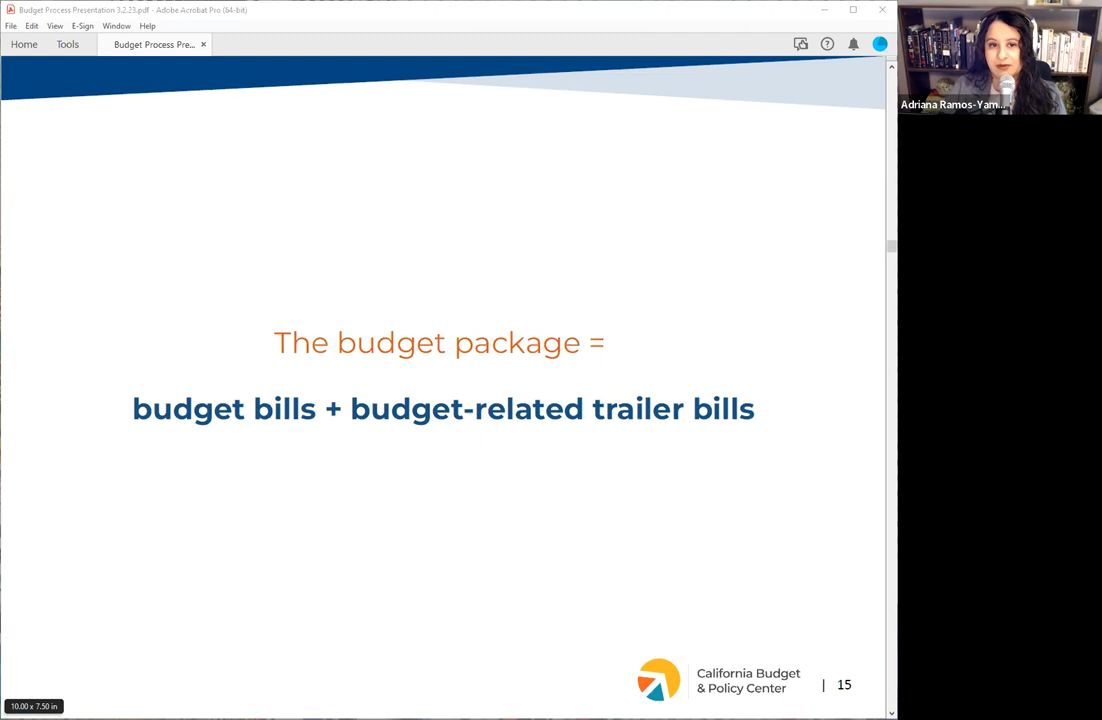 Budget Process Presentation 3.2.23.pdf - Adobe Acrobat Pro (64-bit)
File Edit View E-Sign Window Help
Home Tools Budget Process Pre... ×
Adriana Ramos-Yam...
The budget package =
budget bills + budget-related trailer bills
California Budget
& Policy Center | 15
10.00 x 7.50 in